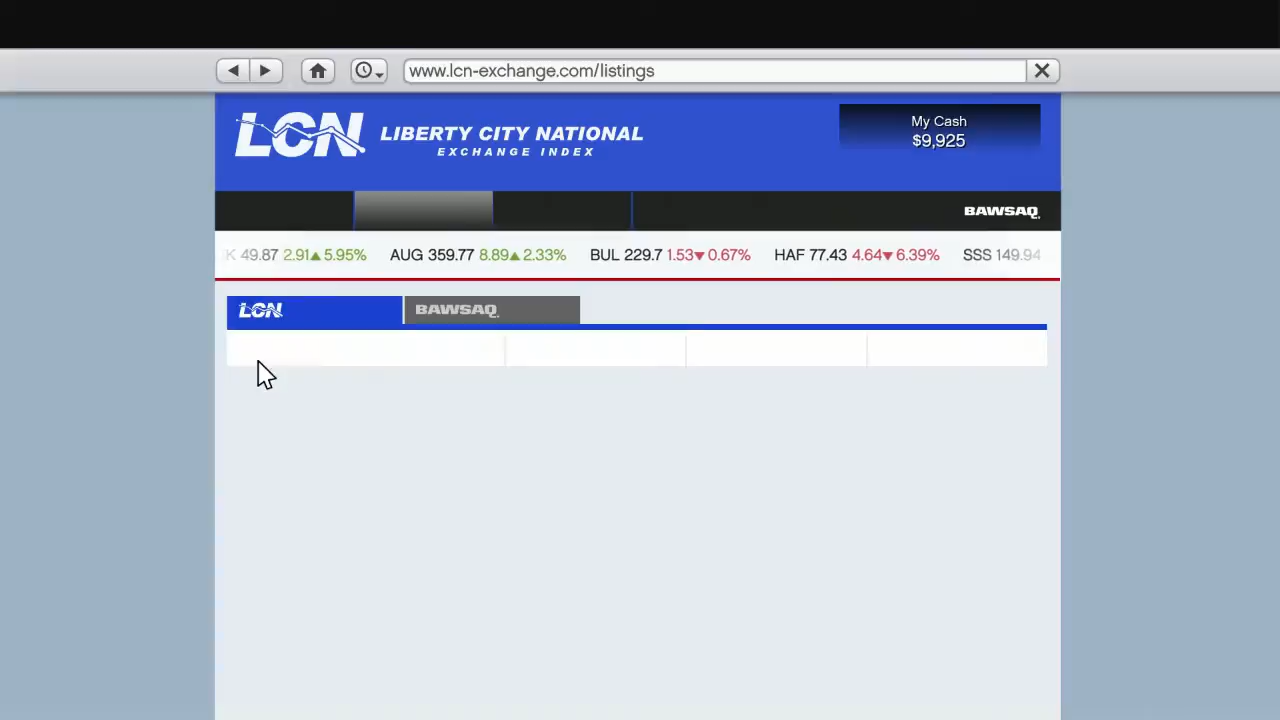 www.lcn-exchange.com/listings
LCN LIBERTY CITY NATIONAL
EXCHANGE INDEX
My Cash
$9,925
BAWSAQ
K 49.87 2.91▲5.95% AUG 359.77 8.89▲2.33% BUL 229.7 1.53▼0.67% HAF 77.43 4.64▼6.39% SSS 149.94
LCN BAWSAQ